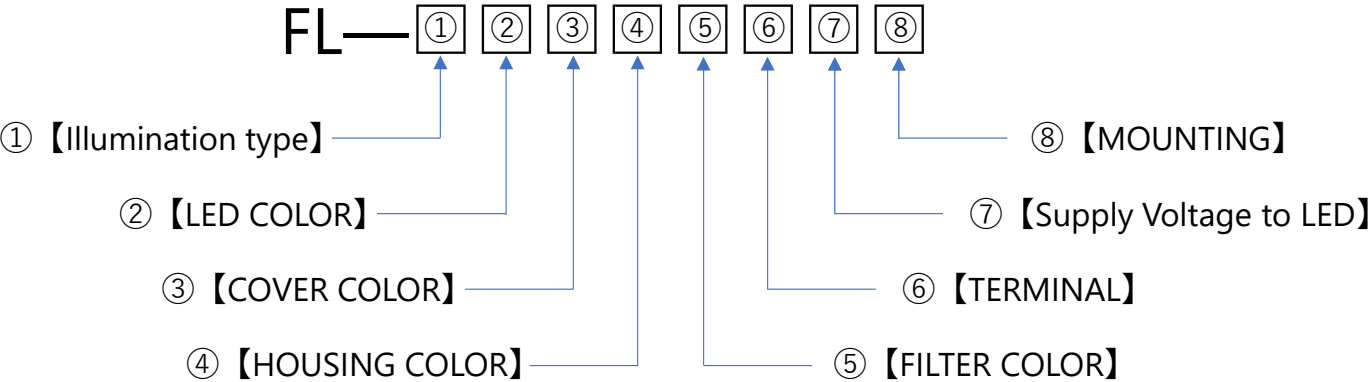 FL—①②③④⑤⑥⑦⑧
①【Illumination type】 ⑧【MOUNTING】
②【LED COLOR】 ⑦【Supply Voltage to LED】
③【COVER COLOR】 ⑥【TERMINAL】
④【HOUSING COLOR】 ⑤【FILTER COLOR】